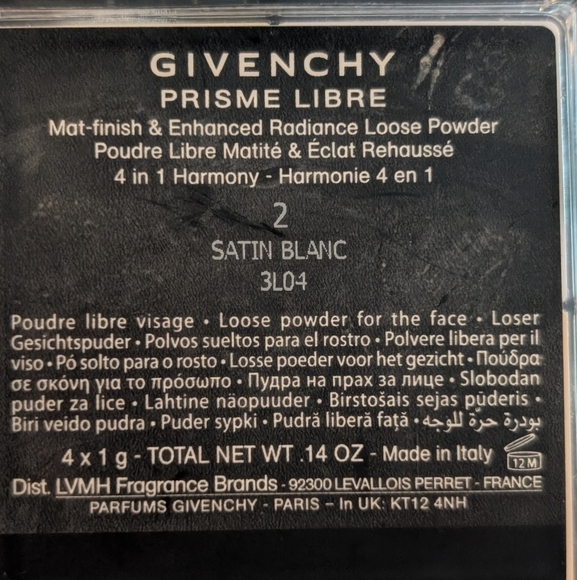 GIVENCHY
PRISME LIBRE
Mat-finish & Enhanced Radiance Loose Powder
Poudre Libre Matité & Éclat Rehaussé
4 in 1 Harmony - Harmonie 4 en 1
2
SATIN BLANC
3L04
Poudre libre visage • Loose powder for the face • Loser
Gesichtspuder • Polvos sueltos para el rostro • Polvere libera per il
viso • Pó solto para o rosto • Losse poeder voor het gezicht • Πούδρα
σε σκόνη για το πρόσωπο • Пудра на прах за лице • Slobodan
puder za lice • Lahtine näopuuder • Birstošais sejas pūderis •
Biri veido pudra • Puder sypki • Pudră liberă față • بودرة حرّة للوجه
4 x 1 g - TOTAL NET WT .14 OZ - Made in Italy 12 M
Dist. LVMH Fragrance Brands - 92300 LEVALLOIS PERRET - FRANCE
PARFUMS GIVENCHY - PARIS – In UK: KT12 4NH